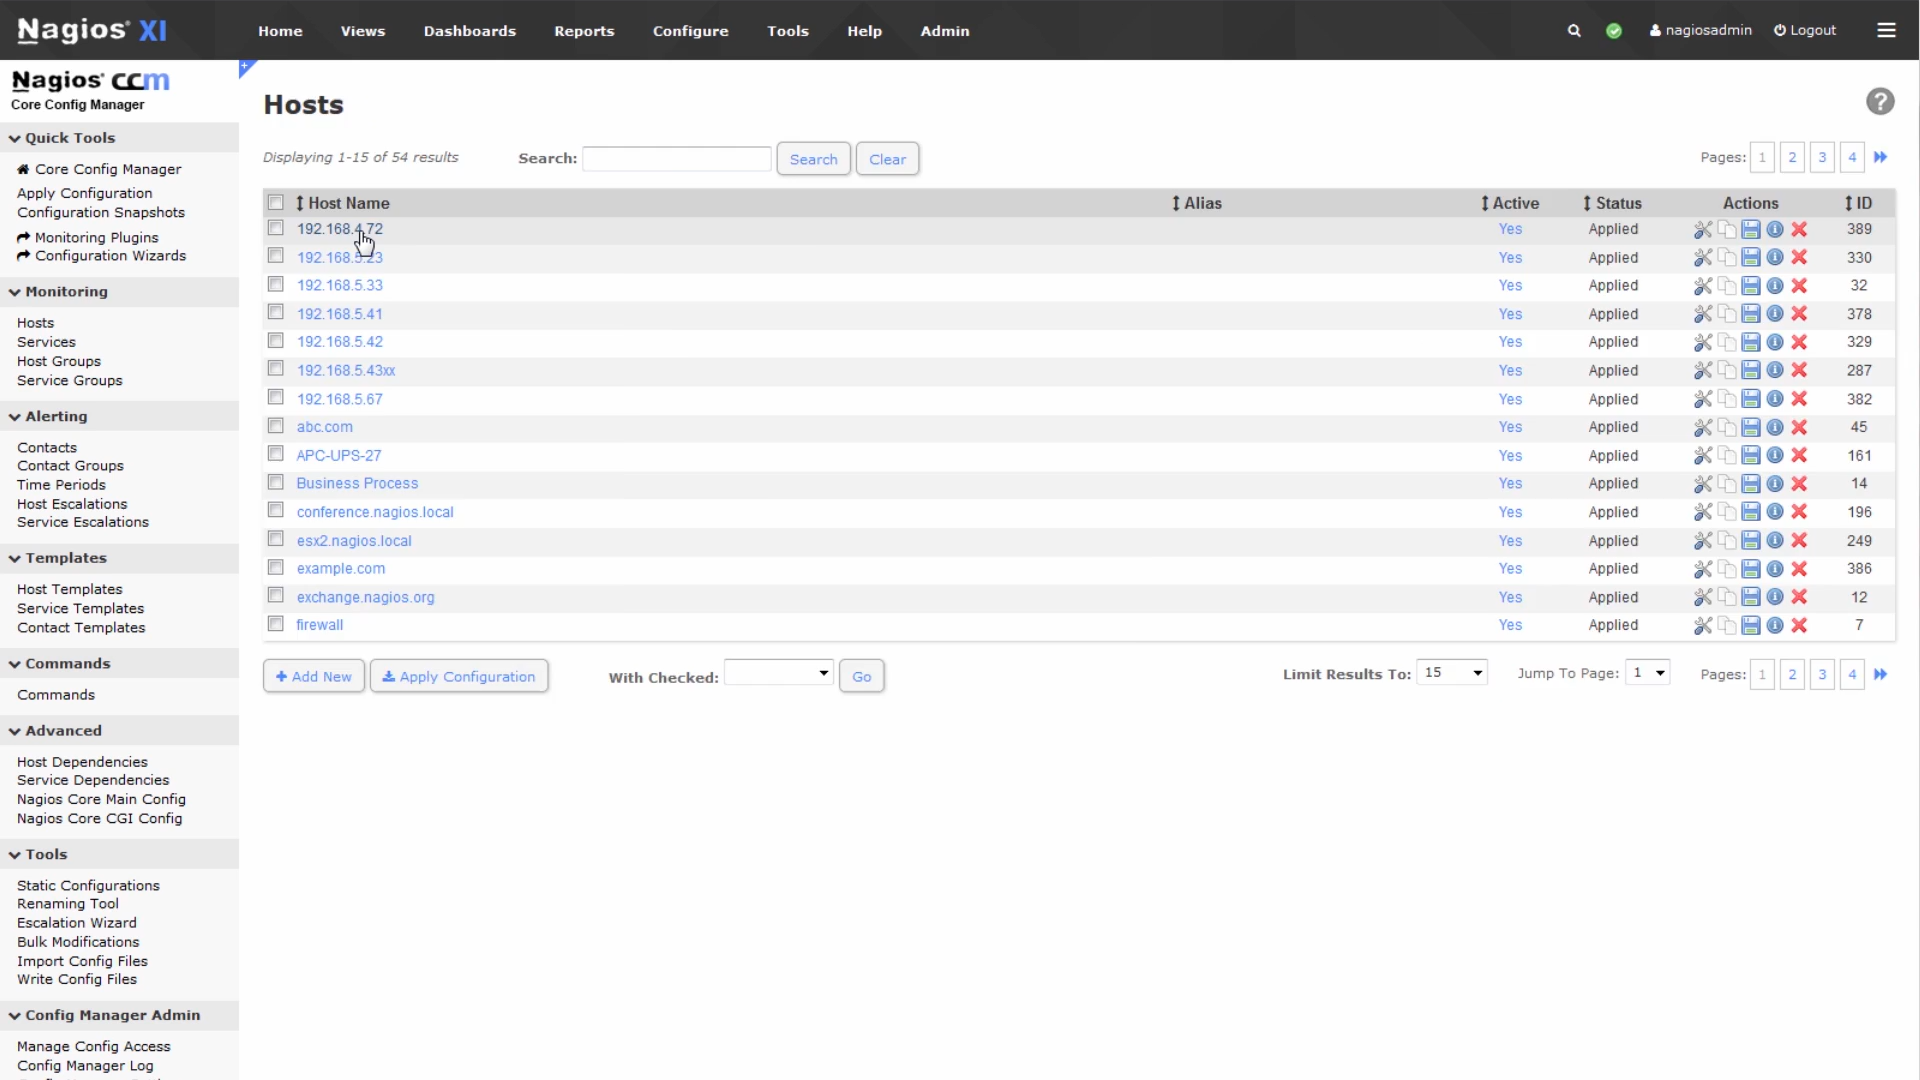 Nagios XI
Home Views Dashboards Reports Configure Tools Help Admin
nagiosadmin Logout
Nagios ccm
Core Config Manager
Quick Tools
Core Config Manager
Apply Configuration
Configuration Snapshots
Monitoring Plugins
Configuration Wizards
Monitoring
Hosts
Services
Host Groups
Service Groups
Alerting
Contacts
Contact Groups
Time Periods
Host Escalations
Service Escalations
Templates
Host Templates
Service Templates
Contact Templates
Commands
Commands
Advanced
Host Dependencies
Service Dependencies
Nagios Core Main Config
Nagios Core CGI Config
Tools
Static Configurations
Renaming Tool
Escalation Wizard
Bulk Modifications
Import Config Files
Write Config Files
Config Manager Admin
Manage Config Access
Config Manager Log
Hosts
Displaying 1-15 of 54 results Search: Search Clear Pages: 1 2 3 4
Host Name Alias Active Status Actions ID
192.168.4.72 Yes Applied 389
192.168.5.23 Yes Applied 330
192.168.5.33 Yes Applied 32
192.168.5.41 Yes Applied 378
192.168.5.42 Yes Applied 329
192.168.5.43xx Yes Applied 287
192.168.5.67 Yes Applied 382
abc.com Yes Applied 45
APC-UPS-27 Yes Applied 161
Business Process Yes Applied 14
conference.nagios.local Yes Applied 196
esx2.nagios.local Yes Applied 249
example.com Yes Applied 386
exchange.nagios.org Yes Applied 12
firewall Yes Applied 7
Add New Apply Configuration With Checked: Go Limit Results To: 15 Jump To Page: 1 Pages: 1 2 3 4